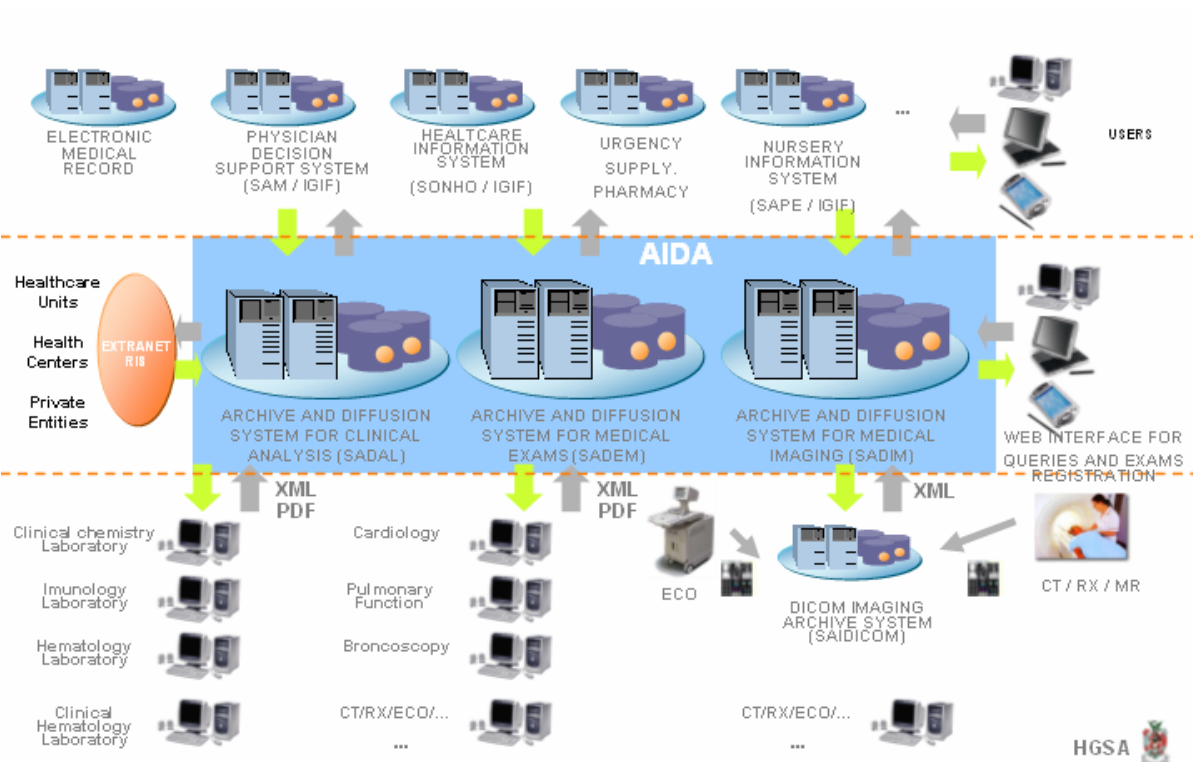 ELECTRONIC
MEDICAL
RECORD
PHYSICIAN
DECISION
SUPPORT SYSTEM
(SAM / IGIF)
HEALTCARE
INFORMATION
SYSTEM
(SONHO / IGIF)
URGENCY
SUPPLY.
PHARMACY
NURSERY
INFORMATION
SYSTEM
(SAPE / IGIF)
...
USERS
AIDA
Healthcare
Units
Health
Centers
Private
Entities
EXTRANET
RIS
ARCHIVE AND DIFFUSION
SYSTEM FOR CLINICAL
ANALYSIS (SADAL)
ARCHIVE AND DIFFUSION
SYSTEM FOR MEDICAL
EXAMS (SADEM)
ARCHIVE AND DIFFUSION
SYSTEM FOR MEDICAL
IMAGING (SADIM)
WEB INTERFACE FOR
QUERIES AND EXAMS
REGISTRATION
XML
PDF
XML
PDF
XML
Clinical chemistry
Laboratory
Imunology
Laboratory
Hematology
Laboratory
Clinical
Hematology
Laboratory
Cardiology
Pulmonary
Function
Broncoscopy
CT/RX/ECO/...
...
ECO
DICOM IMAGING
ARCHIVE SYSTEM
(SAIDICOM)
CT / RX / MR
CT/RX/ECO/...
...
HGSA